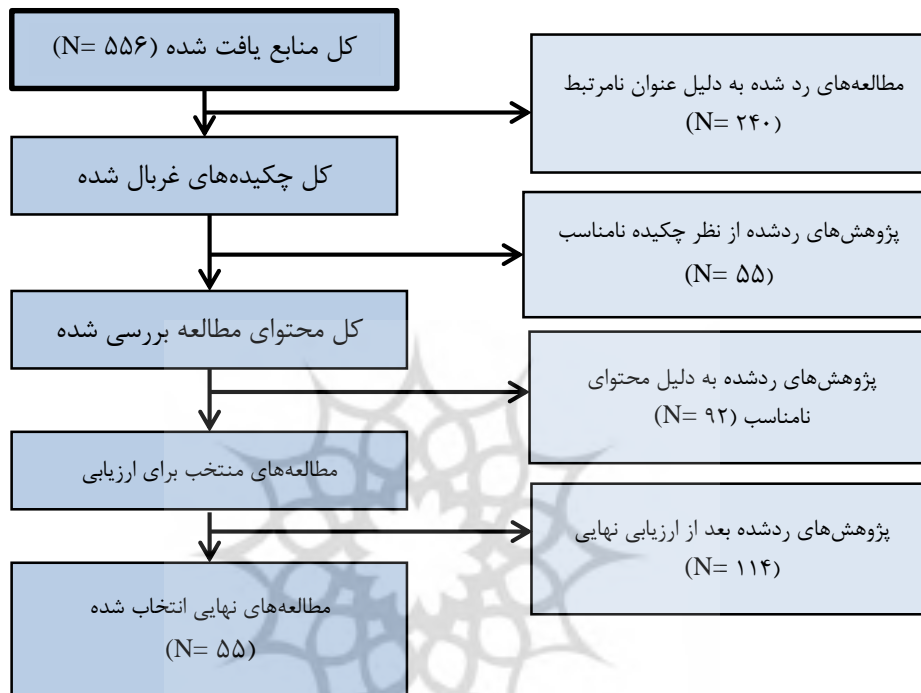 کل منابع یافت شده (N= ۵۵۶)
مطالعه‌های رد شده به دلیل عنوان نامرتبط
(N= ۲۴۰)
کل چکیده‌های غربال شده
پژوهش‌های ردشده از نظر چکیده نامناسب
(N= ۵۵)
کل محتوای مطالعه بررسی شده
پژوهش‌های ردشده به دلیل محتوای
نامناسب (N= ۹۲)
مطالعه‌های منتخب برای ارزیابی
پژوهش‌های ردشده بعد از ارزیابی نهایی
(N= ۱۱۴)
مطالعه‌های نهایی انتخاب شده
(N= ۵۵)